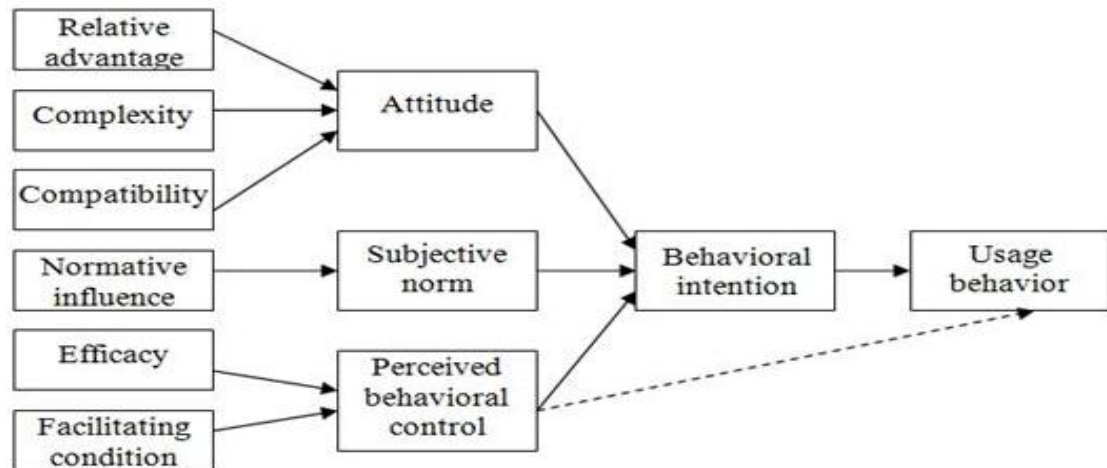 Relative
advantage
Complexity
Compatibility
Normative
influence
Efficacy
Facilitating
condition
Attitude
Subjective
norm
Perceived
behavioral
control
Behavioral
intention
Usage
behavior